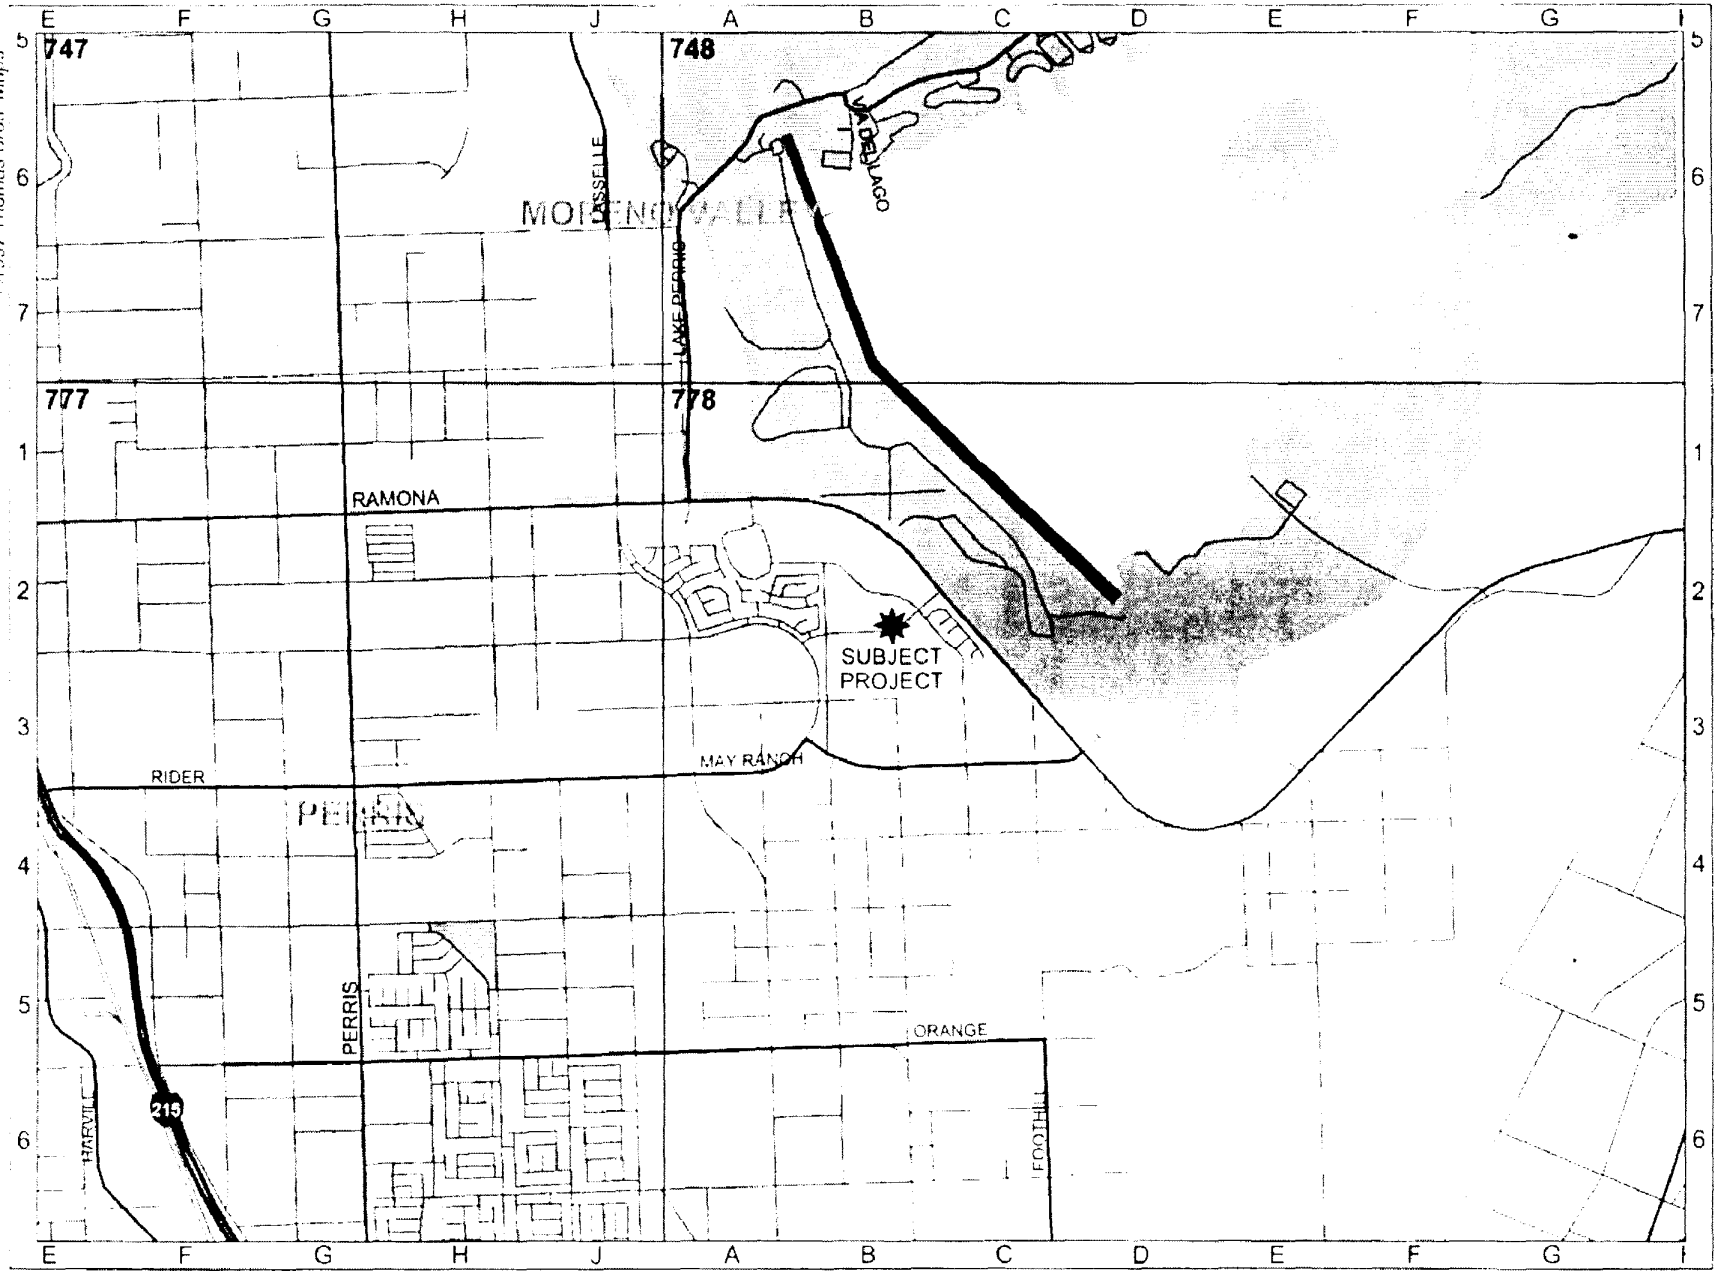 E F G H J A B C D E F G
5 747 748 5
VIA DEL LAGO
LASSELLE
6 6
MORENO VALLEY
LAKE PERRIS
7 7
777 778
1 1
RAMONA
2 2
SUBJECT
PROJECT
3 3
MAY RANCH
RIDER
PERRIS
4 4
5 5
PERRIS
ORANGE
215
HARVILL
FOOTHILL
6 6
E F G H J A B C D E F G